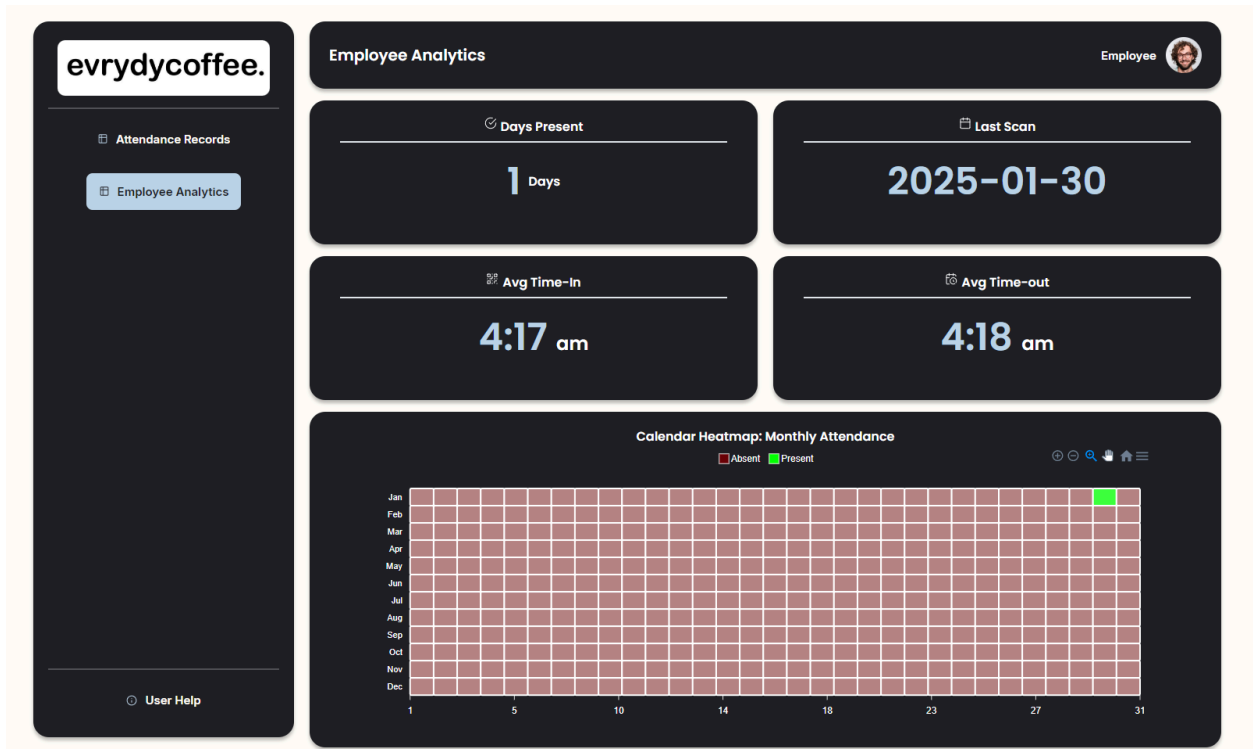 evrydycoffee.
Attendance Records
Employee Analytics
User Help
Employee Analytics
Employee
Days Present
1 Days
Last Scan
2025-01-30
Avg Time-In
4:17 am
Avg Time-out
4:18 am
Calendar Heatmap: Monthly Attendance
Absent Present
Jan
Feb
Mar
Apr
May
Jun
Jul
Aug
Sep
Oct
Nov
Dec
1 5 10 14 18 23 27 31